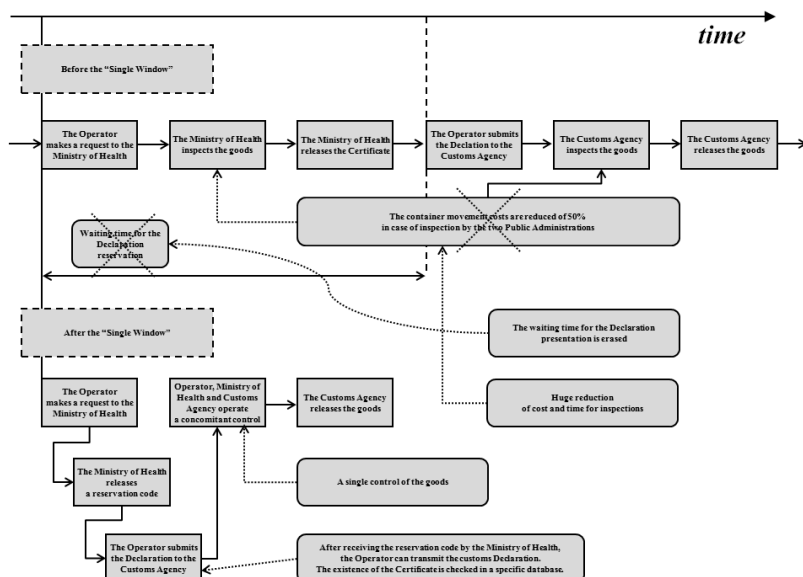 time
Before the “Single Window”
The Operator
makes a request to the
Ministry of Health
The Ministry of Health
inspects the goods
The Ministry of Health
releases the Certificate
The Operator submits
the Declation to the
Customs Agency
The Customs Agency
inspects the goods
The Customs Agency
releases the goods
The container movement costs are reduced of 50%
in case of inspection by the two Public Administrations
Waiting time for the
Declaration
reservation
After the “Single Window”
The waiting time for the Declaration
presentation is erased
The Operator
makes a request to the
Ministry of Health
Operator, Ministry of
Health and Customs
Agency operate
a concomitant control
The Customs Agency
releases the goods
Huge reduction
of cost and time for inspections
The Ministry of Health
releases
a reservation code
A single control of the goods
The Operator submits
the Declaration to the
Customs Agency
After receiving the reservation code by the Ministry of Health,
the Operator can transmit the customs Declaration.
The existence of the Certificate is checked in a specific database.